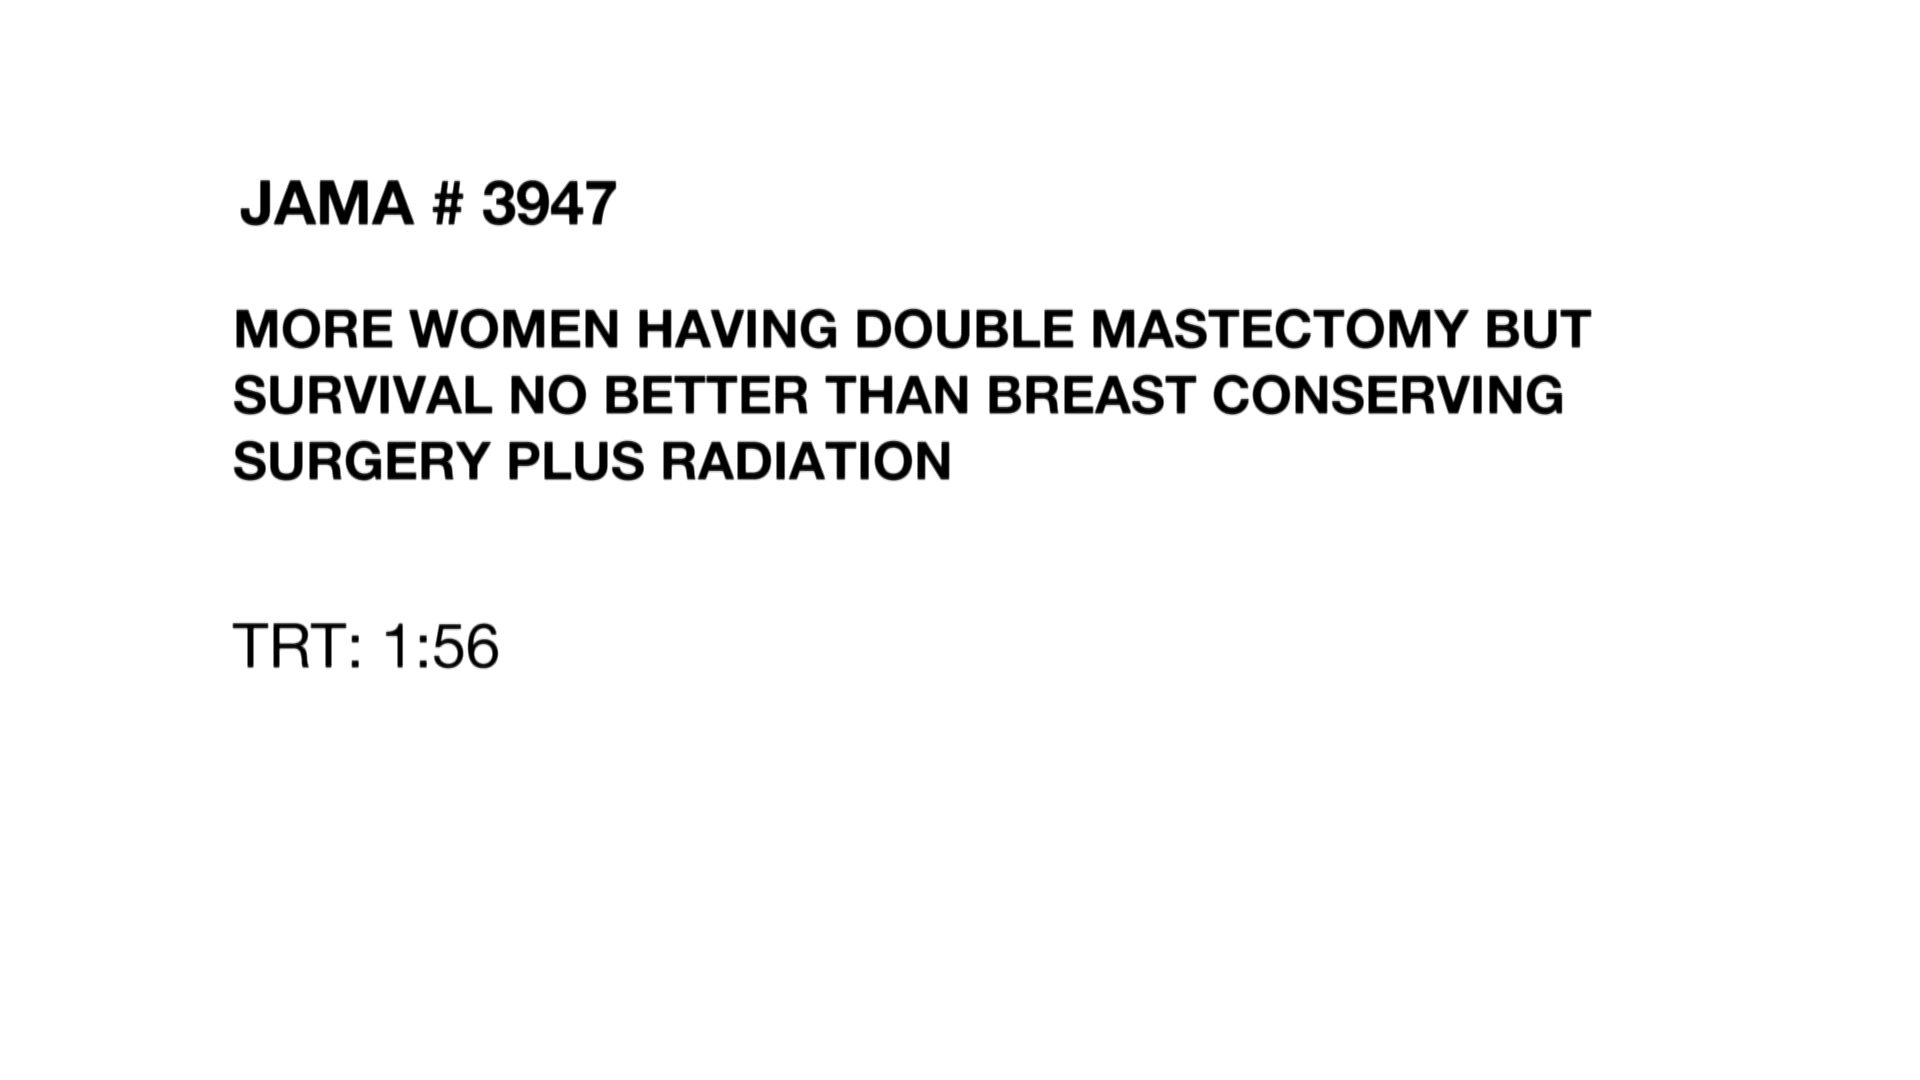 JAMA # 3947
MORE WOMEN HAVING DOUBLE MASTECTOMY BUT
SURVIVAL NO BETTER THAN BREAST CONSERVING
SURGERY PLUS RADIATION
TRT: 1:56